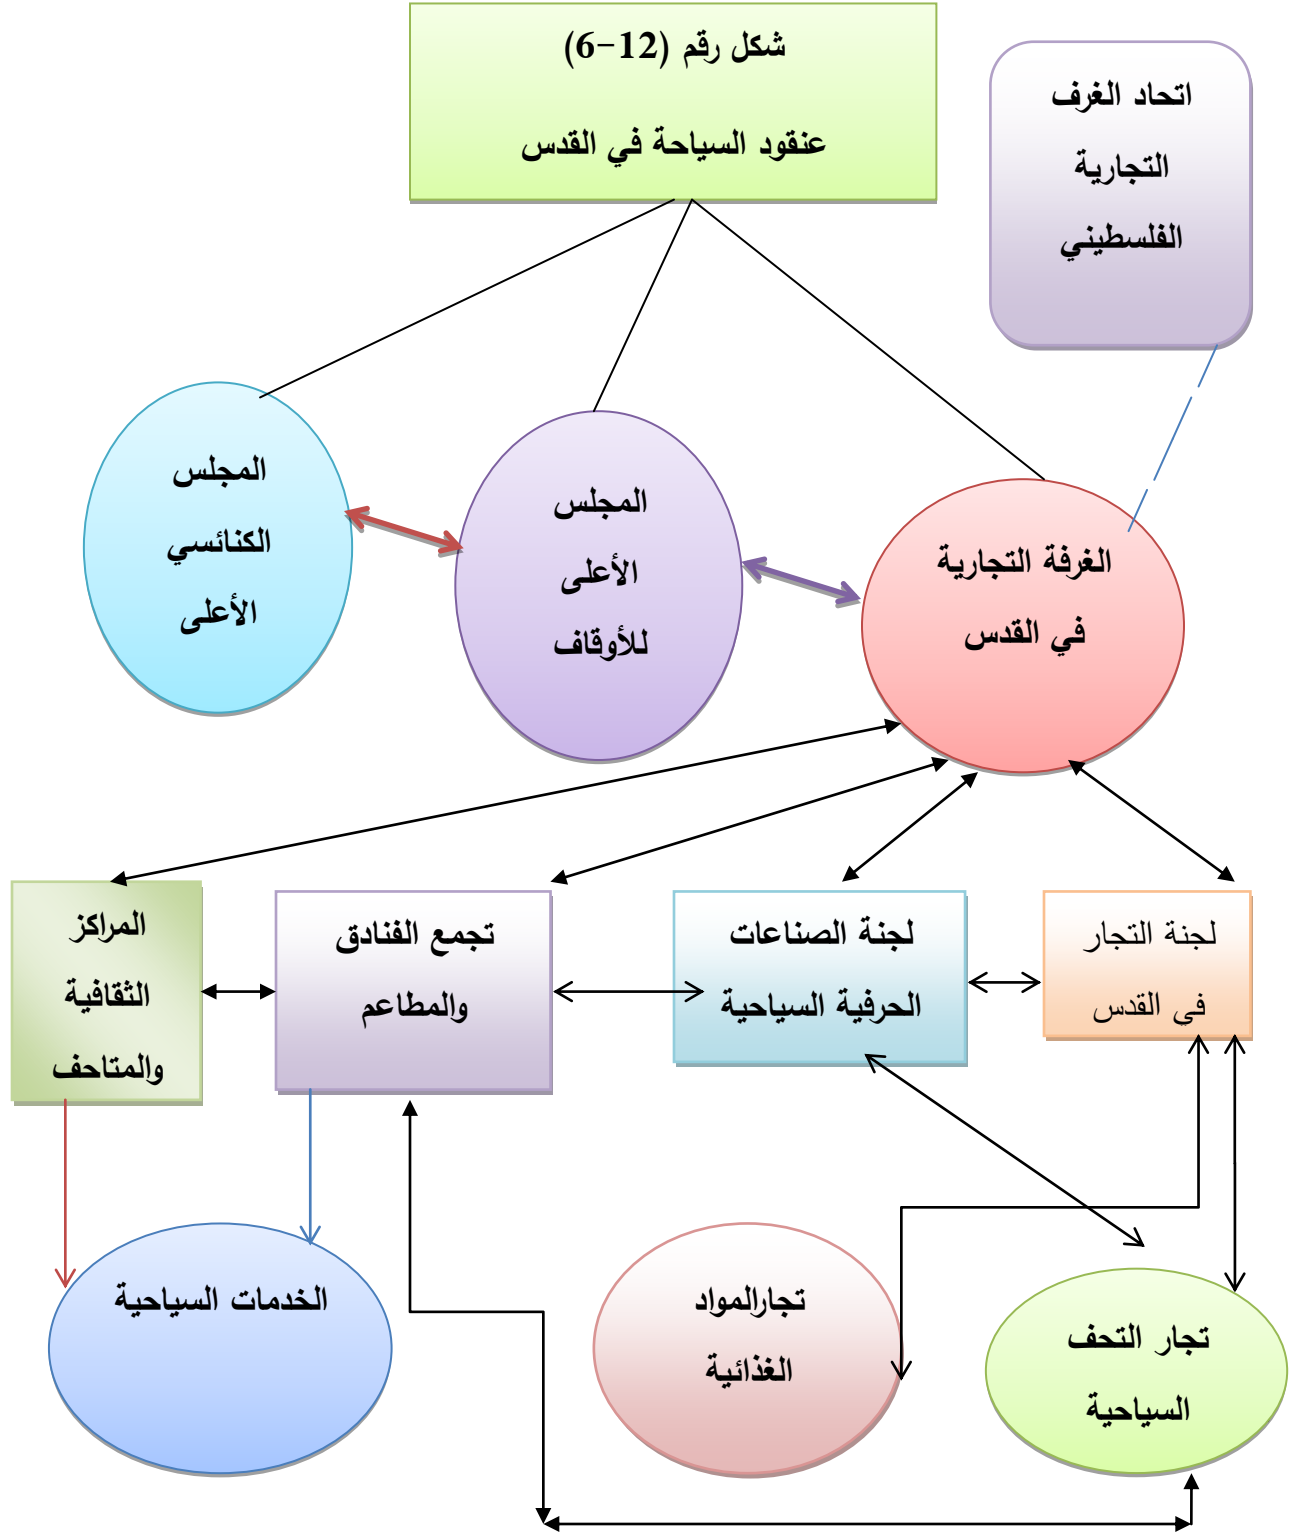 شكل رقم (12-6)
عنقود السياحة في القدس
اتحاد الغرف
التجارية
الفلسطيني
الغرفة التجارية
في القدس
المجلس
الأعلى
للأوقاف
المجلس
الكنائسي
الأعلى
لجنة التجار
في القدس
لجنة الصناعات
الحرفية السياحية
تجمع الفنادق
والمطاعم
المراكز
الثقافية
والمتاحف
تجار التحف
السياحية
تجارالمواد
الغذائية
الخدمات السياحية